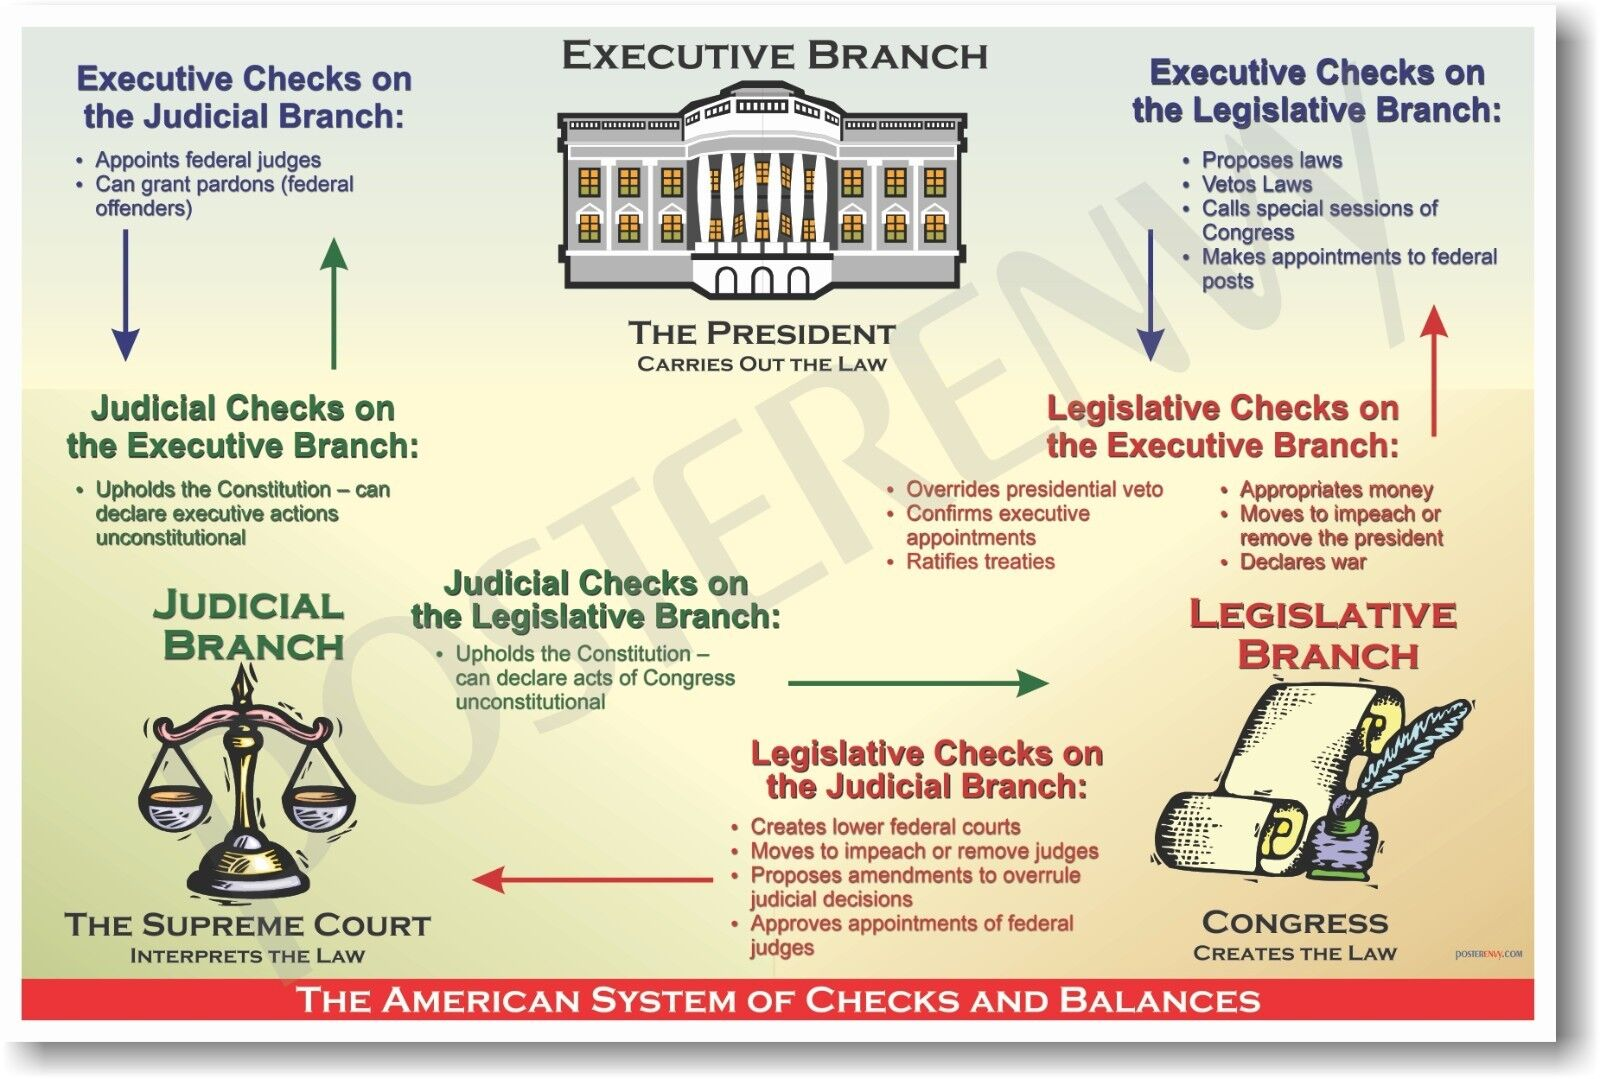 EXECUTIVE BRANCH
Executive Checks on
the Judicial Branch:
• Appoints federal judges
• Can grant pardons (federal
offenders)
Executive Checks on
the Legislative Branch:
• Proposes laws
• Vetos Laws
• Calls special sessions of
Congress
• Makes appointments to federal
posts
THE PRESIDENT
CARRIES OUT THE LAW
Judicial Checks on
the Executive Branch:
• Upholds the Constitution – can
declare executive actions
unconstitutional
Legislative Checks on
the Executive Branch:
• Overrides presidential veto
• Confirms executive
appointments
• Ratifies treaties
• Appropriates money
• Moves to impeach or
remove the president
• Declares war
JUDICIAL
BRANCH
Judicial Checks on
the Legislative Branch:
• Upholds the Constitution –
can declare acts of Congress
unconstitutional
LEGISLATIVE
BRANCH
Legislative Checks on
the Judicial Branch:
• Creates lower federal courts
• Moves to impeach or remove judges
• Proposes amendments to overrule
judicial decisions
• Approves appointments of federal
judges
THE SUPREME COURT
INTERPRETS THE LAW
CONGRESS
CREATES THE LAW
POSTERENVY.COM
THE AMERICAN SYSTEM OF CHECKS AND BALANCES
POSTERENVY